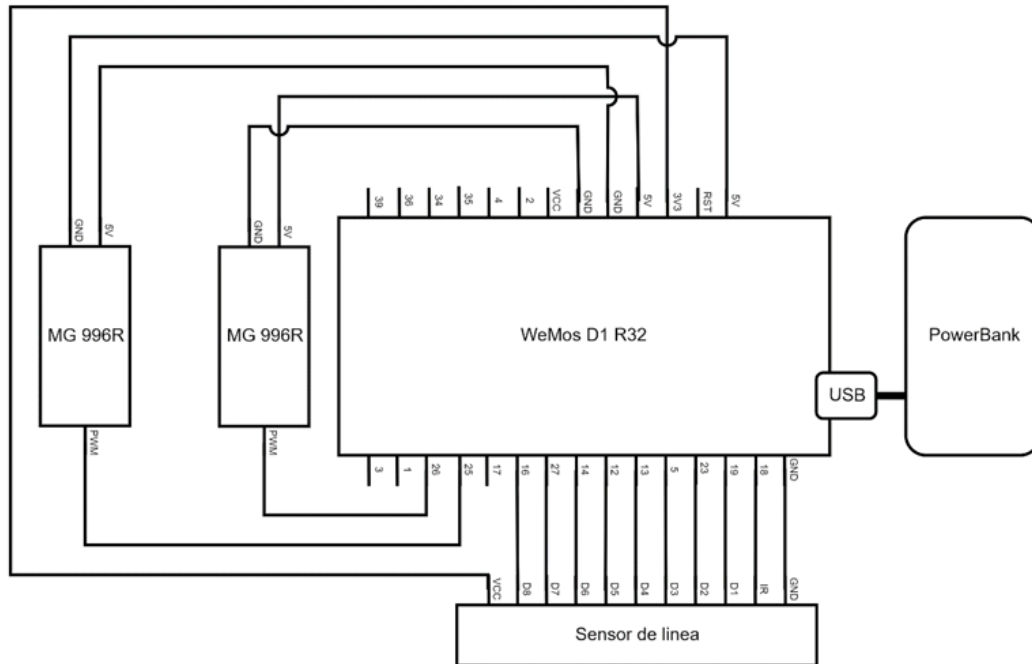 39
36
34
35
4
2
VCC
GND
GND
5V
3V3
RST
5V
GND
5V
GND
5V
MG 996R
MG 996R
WeMos D1 R32
PowerBank
USB
PWM
PWM
3
1
26
25
17
16
27
14
12
13
5
23
19
18
GND
VCC
D8
D7
D6
D5
D4
D3
D2
D1
IR
GND
Sensor de linea